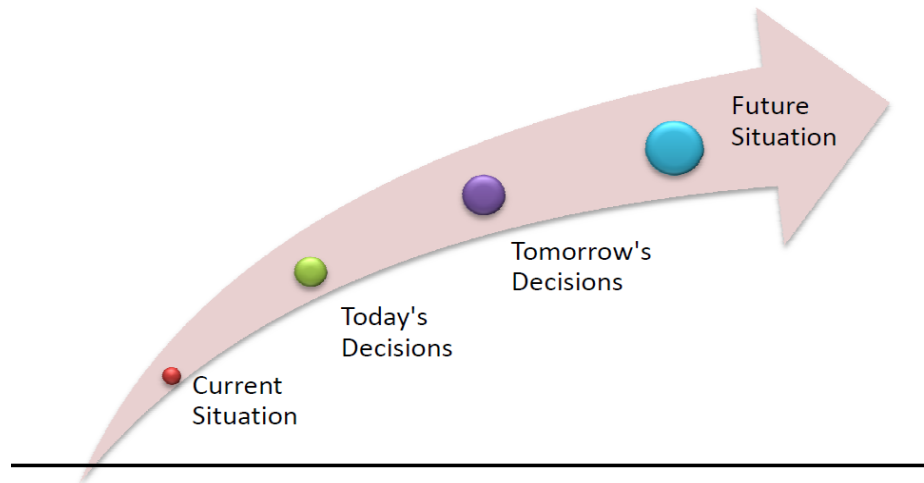 Current
Situation
Today's
Decisions
Tomorrow's
Decisions
Future
Situation